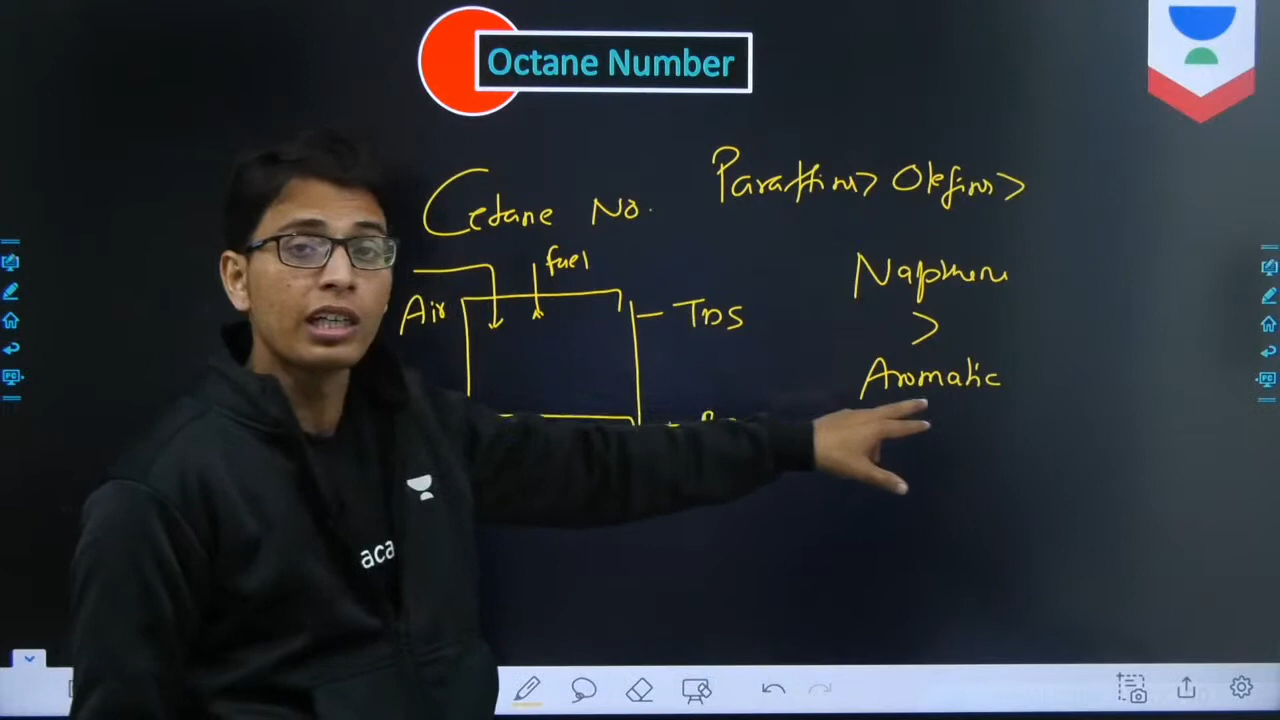 Octane Number
Paraffins > Olefins >
Cetane No.
fuel
Napthene
Air
TDS
>
Aromatic
aca